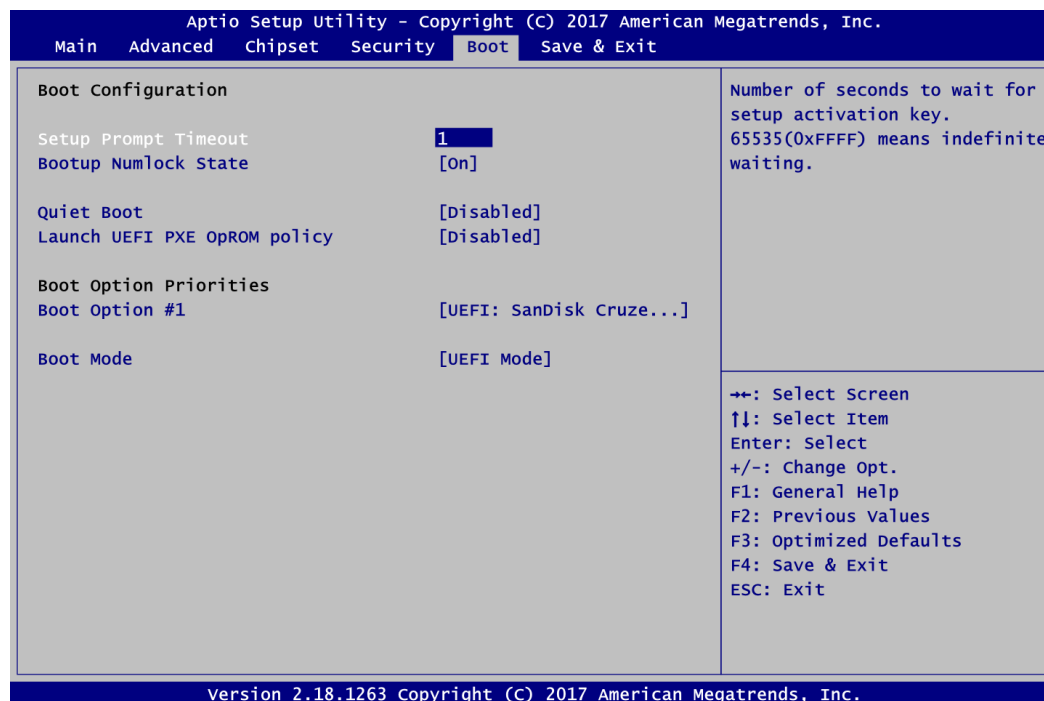 Aptio Setup Utility – Copyright (C) 2017 American Megatrends, Inc.
Main Advanced Chipset Security Boot Save & Exit
Boot Configuration
Setup Prompt Timeout 1
Bootup Numlock State [On]
Quiet Boot [Disabled]
Launch UEFI PXE OpROM policy [Disabled]
Boot Option Priorities
Boot Option #1 [UEFI: SanDisk Cruze...]
Boot Mode [UEFI Mode]
Number of seconds to wait for
setup activation key.
65535(0xFFFF) means indefinite
waiting.
→←: Select Screen
↑↓: Select Item
Enter: Select
+/-: Change Opt.
F1: General Help
F2: Previous Values
F3: Optimized Defaults
F4: Save & Exit
ESC: Exit
Version 2.18.1263 Copyright (C) 2017 American Megatrends, Inc.